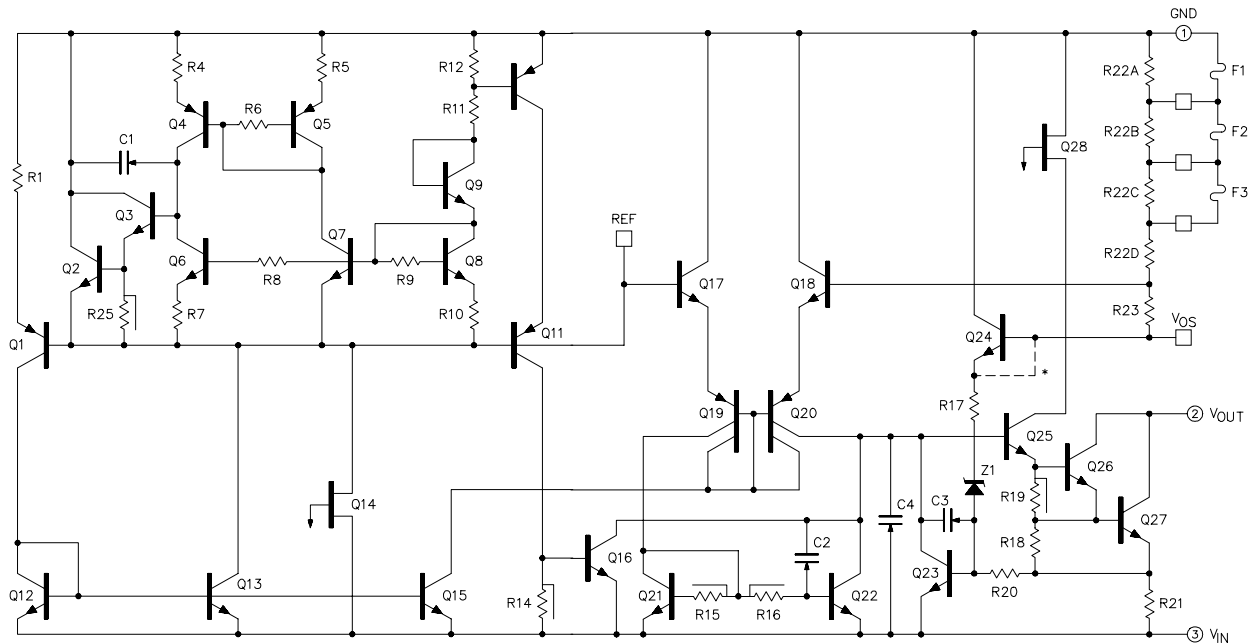 GND
1
R4
R5
R12
R22A
F1
R11
R6
Q4
Q5
C1
R22B
F2
Q28
R1
Q9
R22C
F3
Q3
REF
Q7
Q2
Q6
R8
R9
Q8
Q17
Q18
R22D
R25
R7
R10
R23
Q1
Q11
Q24
VOS
*
R17
Q19
Q20
2 VOUT
Q25
Q26
Z1
Q14
C4
C3
R19
Q27
Q16
C2
R18
Q12
Q13
Q15
R14
Q21
R15
R16
Q22
Q23
R20
R21
3 VIN